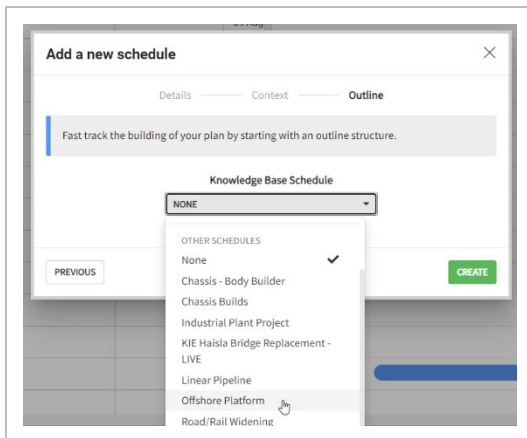 09 Aug
Add a new schedule
Details
Context
Outline
Fast track the building of your plan by starting with an outline structure.
Knowledge Base Schedule
NONE
OTHER SCHEDULES
None
Chassis - Body Builder
Chassis Builds
Industrial Plant Project
KIE Haisla Bridge Replacement -
LIVE
Linear Pipeline
Offshore Platform
Road/Rail Widening
PREVIOUS
CREATE